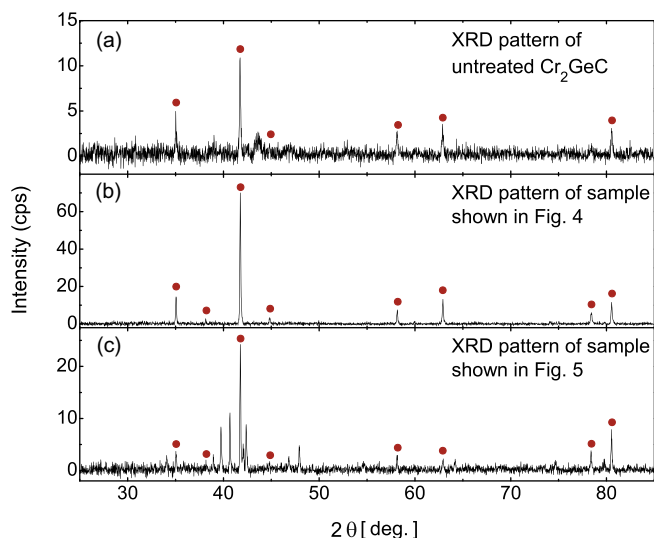 15
(a)
XRD pattern of
untreated Cr₂GeC
10
5
0
(b)
XRD pattern of sample
shown in Fig. 4
60
40
20
0
Intensity (cps)
(c)
XRD pattern of sample
shown in Fig. 5
20
10
0
30 40 50 60 70 80
2 θ [ deg. ]